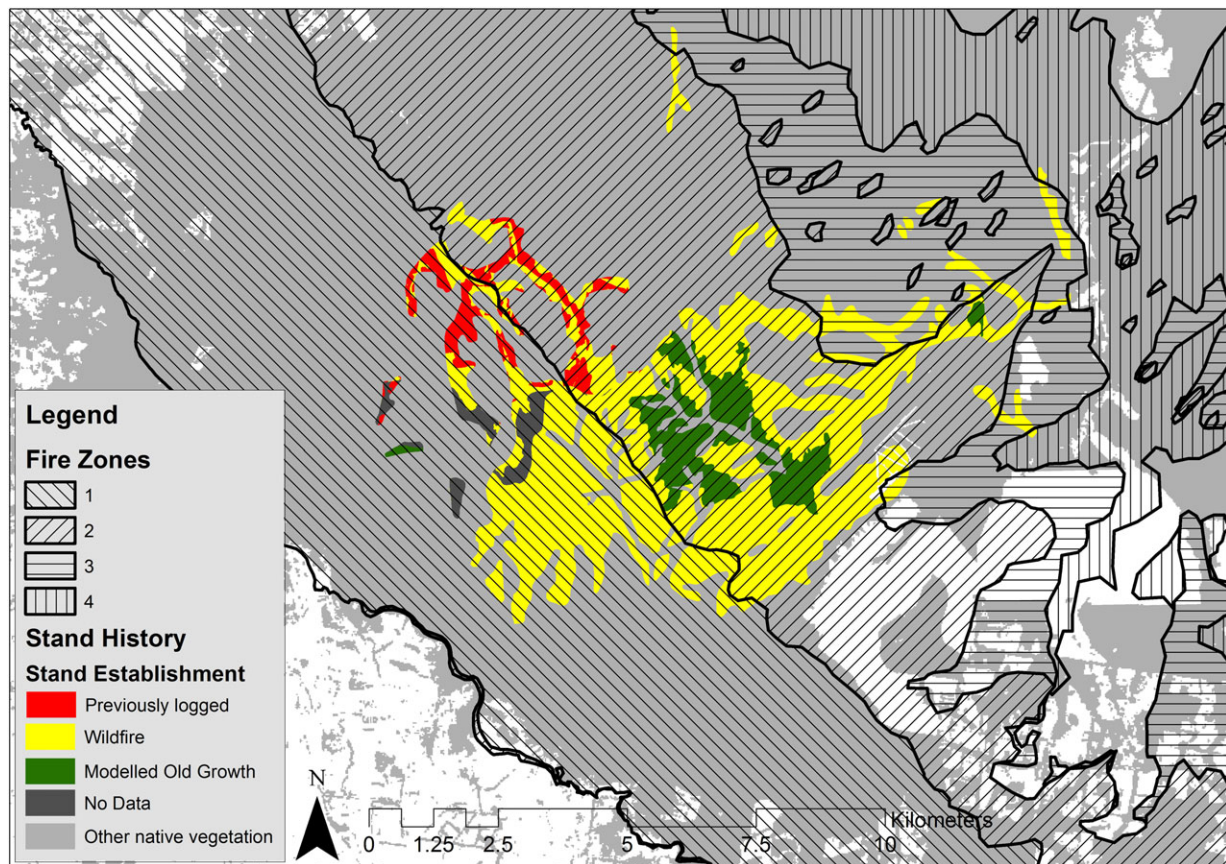 Legend
Fire Zones
1
2
3
4
Stand History
Stand Establishment
Previously logged
Wildfire
Modelled Old Growth
No Data
Other native vegetation
N
Kilometers
0 1.25 2.5 5 7.5 10